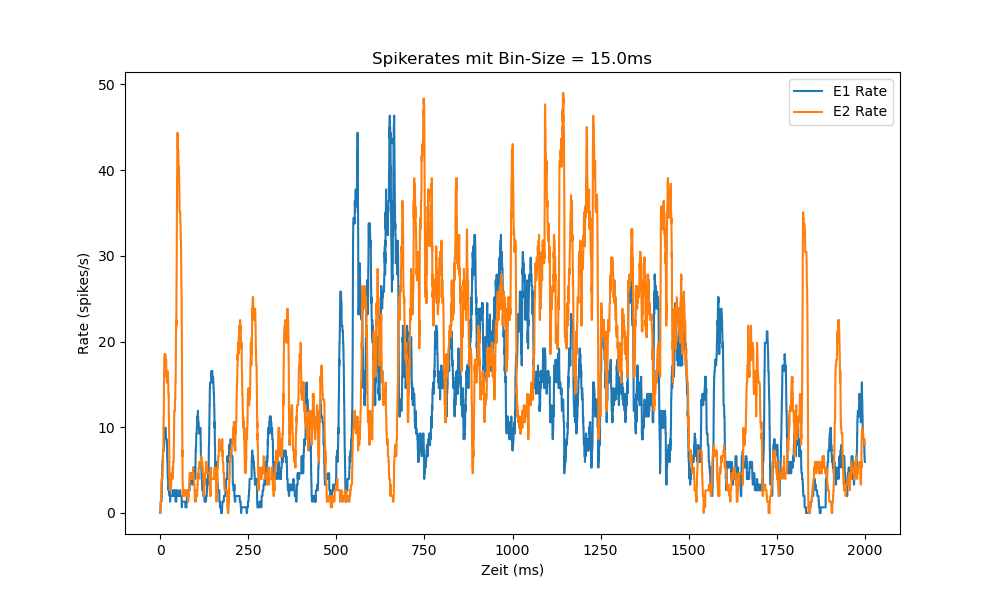 Spikerates mit Bin-Size = 15.0ms
E1 Rate
E2 Rate
Rate (spikes/s)
50
40
30
20
10
0
0 250 500 750 1000 1250 1500 1750 2000
Zeit (ms)